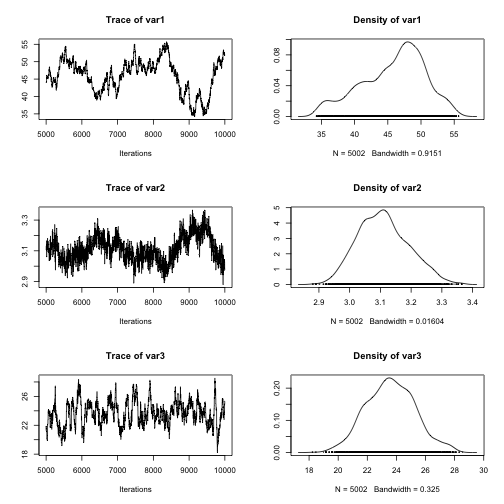 Trace of var1
Density of var1
35 40 45 50 55
5000 6000 7000 8000 9000 10000
Iterations
0.00 0.04 0.08
35 40 45 50 55
N = 5002 Bandwidth = 0.9151
Trace of var2
Density of var2
2.9 3.1 3.3
5000 6000 7000 8000 9000 10000
Iterations
0 1 2 3 4 5
2.9 3.0 3.1 3.2 3.3 3.4
N = 5002 Bandwidth = 0.01604
Trace of var3
Density of var3
18 22 26
5000 6000 7000 8000 9000 10000
Iterations
0.00 0.10 0.20
18 20 22 24 26 28 30
N = 5002 Bandwidth = 0.325